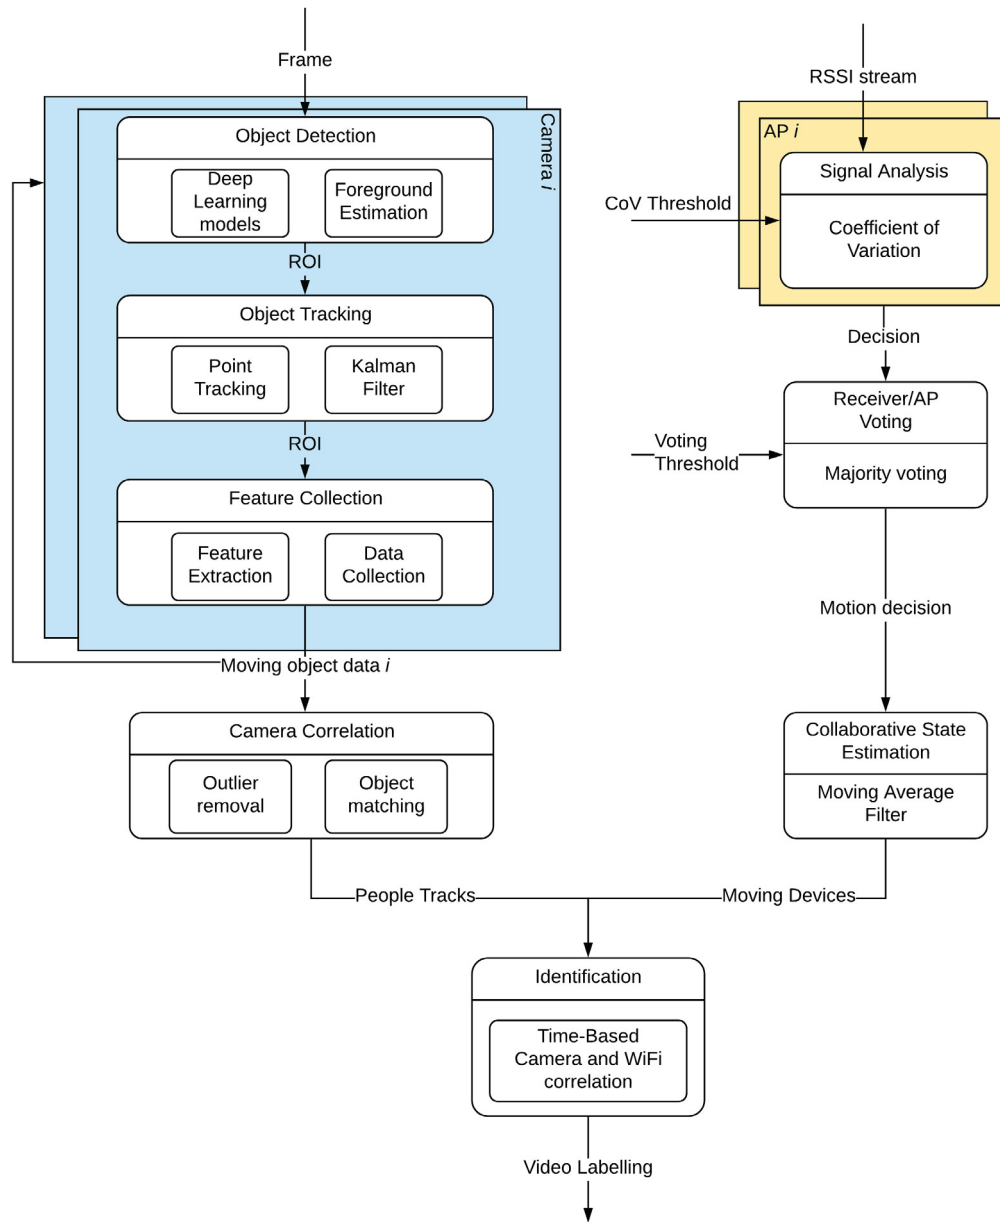 Frame
Camera i
Object Detection
Deep
Learning
models
Foreground
Estimation
ROI
Object Tracking
Point
Tracking
Kalman
Filter
ROI
Feature Collection
Feature
Extraction
Data
Collection
Moving object data i
Camera Correlation
Outlier
removal
Object
matching
People Tracks
RSSI stream
AP i
Signal Analysis
CoV Threshold
Coefficient of
Variation
Decision
Receiver/AP
Voting
Voting
Threshold
Majority voting
Motion decision
Collaborative State
Estimation
Moving Average
Filter
Moving Devices
Identification
Time-Based
Camera and WiFi
correlation
Video Labelling